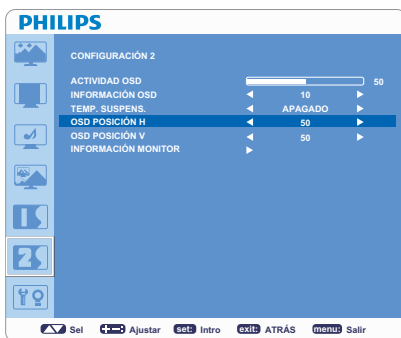 PHILIPS
CONFIGURACIÓN 2
ACTIVIDAD OSD 50
INFORMACIÓN OSD 10
TEMP. SUSPENS. APAGADO
OSD POSICIÓN H 50
OSD POSICIÓN V 50
INFORMACIÓN MONITOR
Sel Ajustar set: Intro exit: ATRÁS menu: Salir